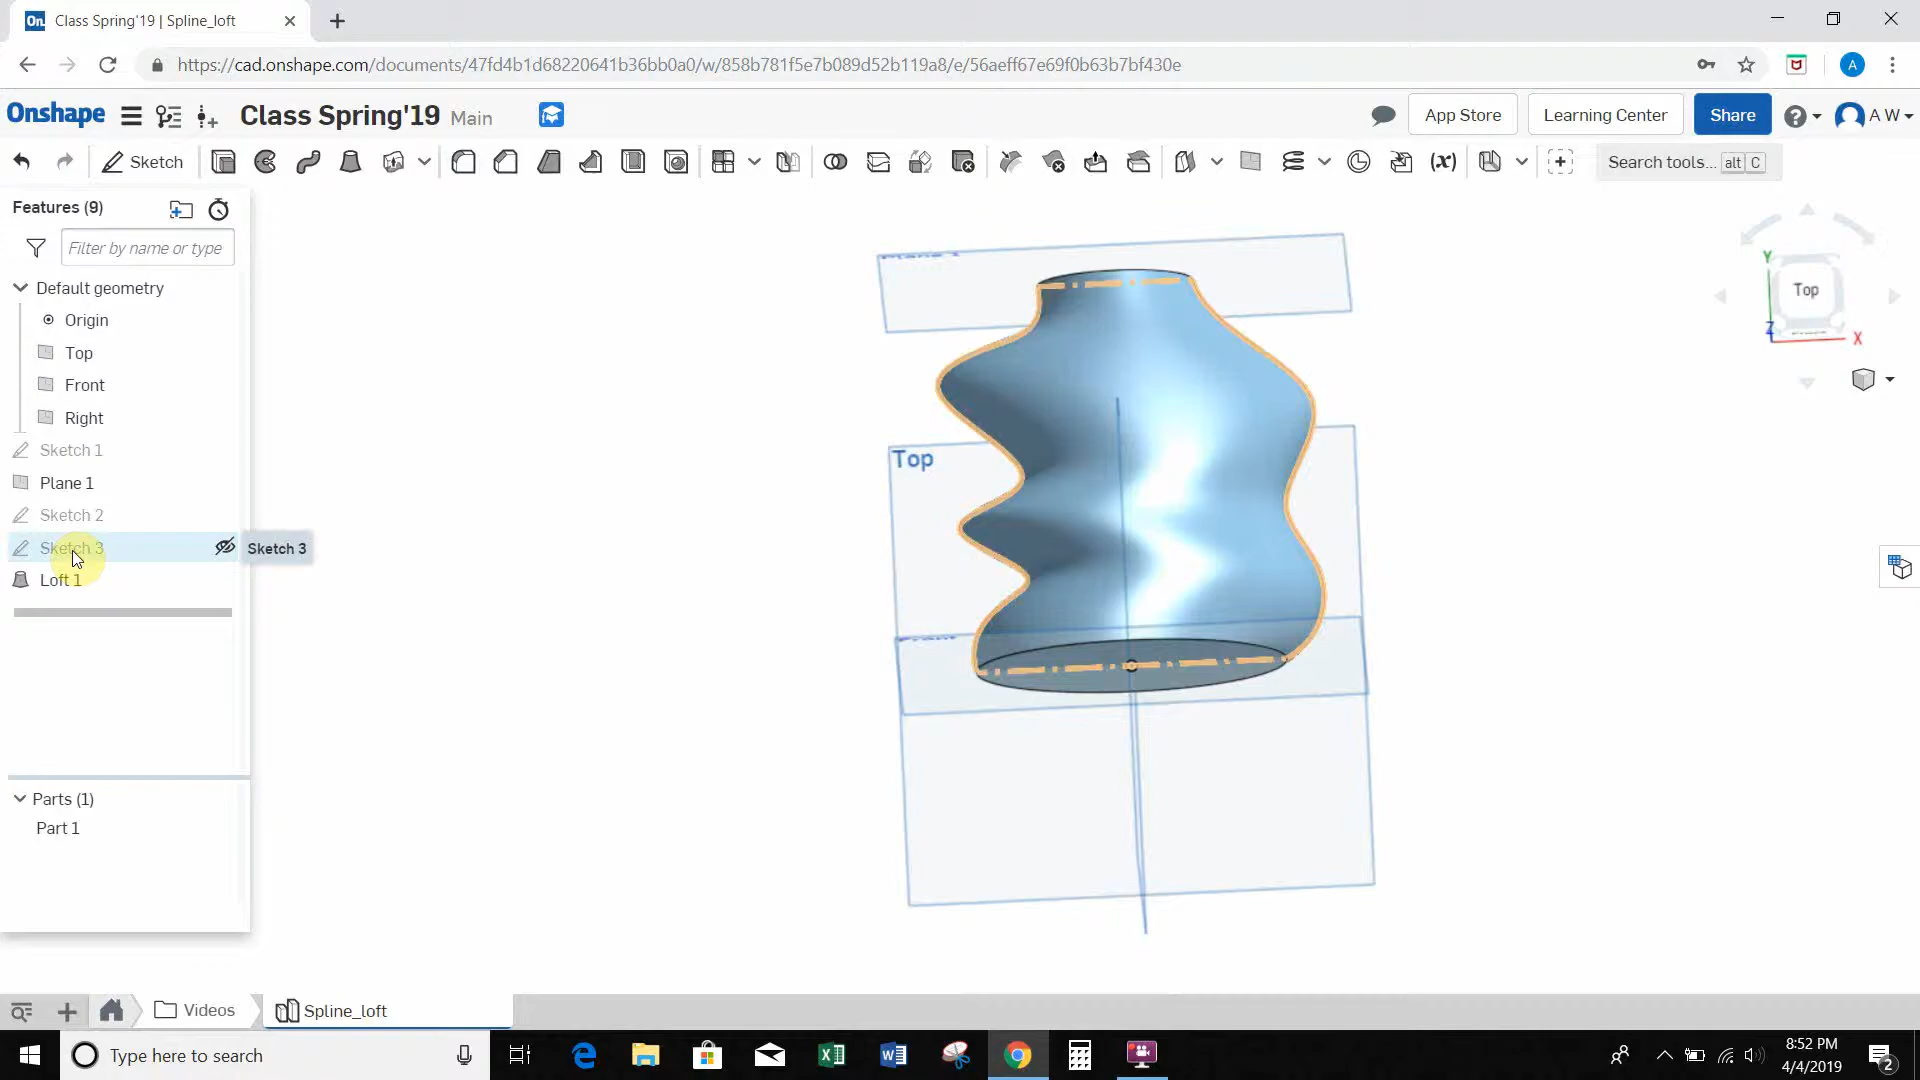 Class Spring'19 | Spline_loft
https://cad.onshape.com/documents/47fd4b1d68220641b36bb0a0/w/858b781f5e7b089d52b119a8/e/56aeff67e69f0b63b7bf430e
A
Onshape
Class Spring'19 Main
App Store
Learning Center
Share
A W
Sketch
(x)
Search tools... alt C
Features (9)
Filter by name or type
Default geometry
Origin
Top
Front
Right
Sketch 1
Plane 1
Sketch 2
Sketch 3
Sketch 3
Loft 1
Parts (1)
Part 1
Plane 1
Top
Front
Y
Top
Z
X
Videos
Spline_loft
Type here to search
8:52 PM
4/4/2019
2